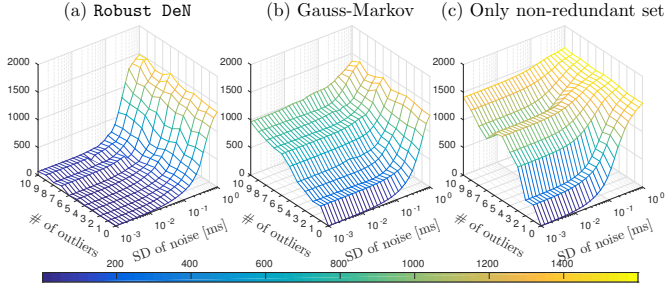 (a) Robust DeN (b) Gauss-Markov (c) Only non-redundant set
2000 2000 2000
1500 1500 1500
1000 1000 1000
500 500 500
0 0 0
10 9 8 7 6 5 4 3 2 1 0 10 9 8 7 6 5 4 3 2 1 0 10 9 8 7 6 5 4 3 2 1 0
10^-3 10^-2 10^-1 10^0 10^-3 10^-2 10^-1 10^0 10^-3 10^-2 10^-1 10^0
# of outliers SD of noise [ms] # of outliers SD of noise [ms] # of outliers SD of noise [ms]
200 400 600 800 1000 1200 1400